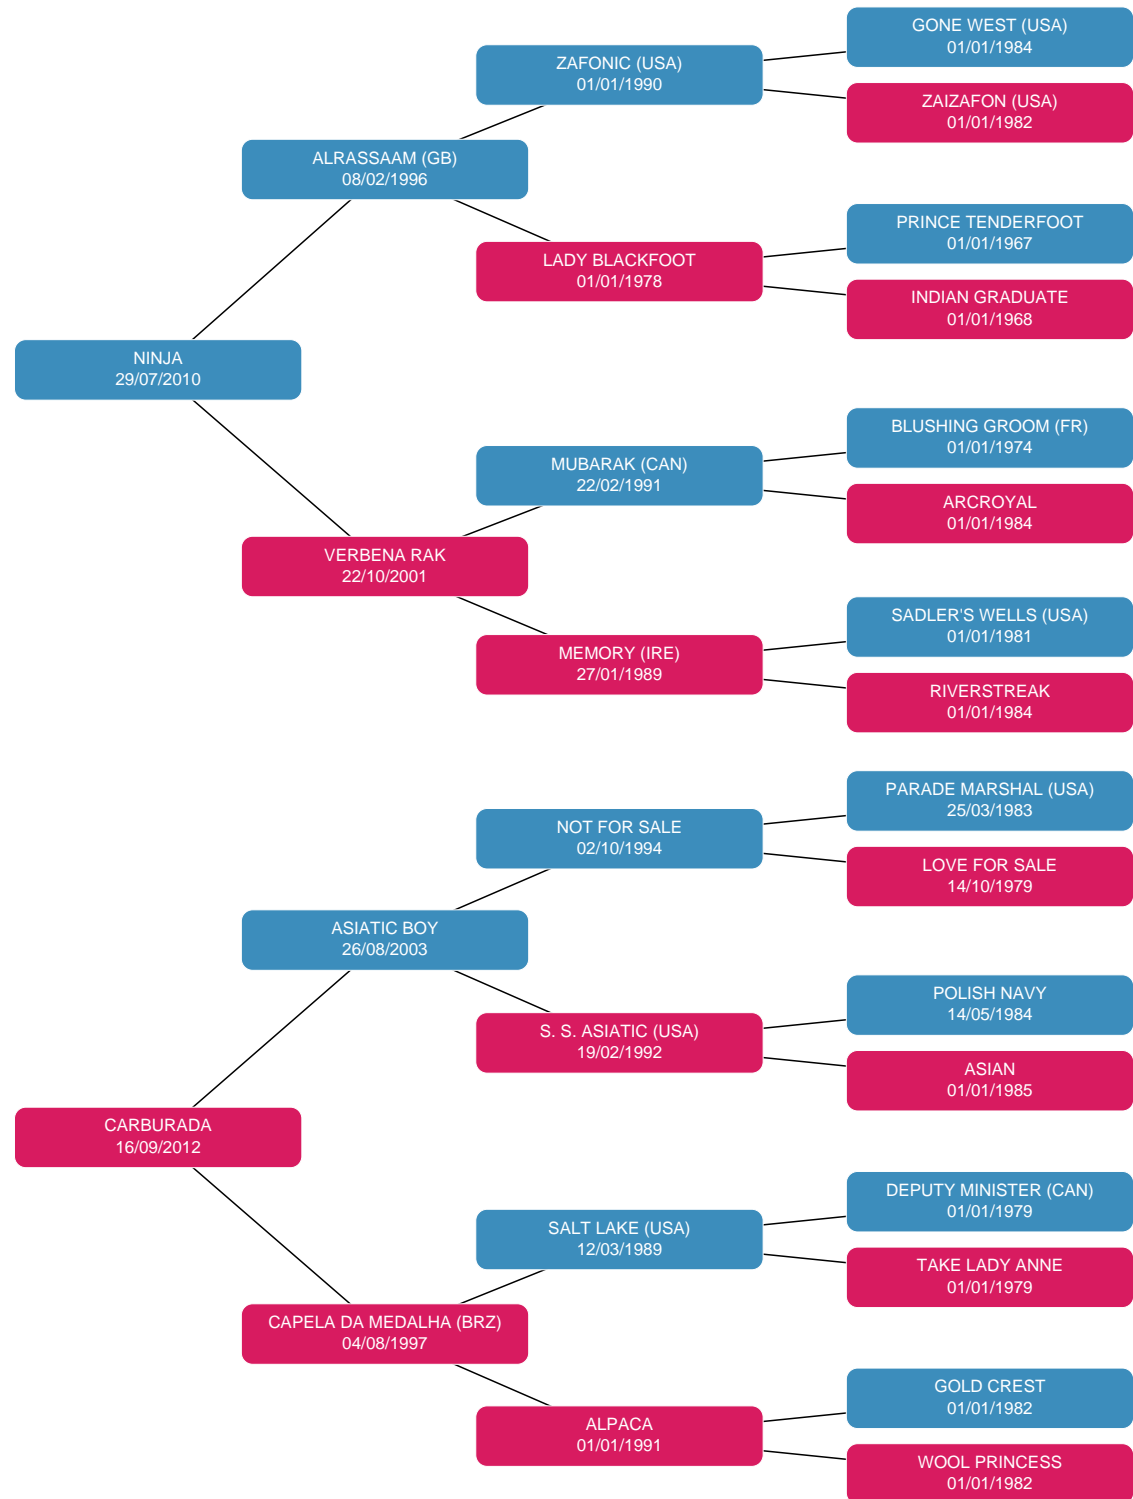 GONE WEST (USA)
01/01/1984
ZAFONIC (USA)
01/01/1990
ZAIZAFON (USA)
01/01/1982
ALRASSAAM (GB)
08/02/1996
PRINCE TENDERFOOT
01/01/1967
LADY BLACKFOOT
01/01/1978
INDIAN GRADUATE
01/01/1968
NINJA
29/07/2010
BLUSHING GROOM (FR)
01/01/1974
MUBARAK (CAN)
22/02/1991
ARCROYAL
01/01/1984
VERBENA RAK
22/10/2001
SADLER'S WELLS (USA)
01/01/1981
MEMORY (IRE)
27/01/1989
RIVERSTREAK
01/01/1984
PARADE MARSHAL (USA)
25/03/1983
NOT FOR SALE
02/10/1994
LOVE FOR SALE
14/10/1979
ASIATIC BOY
26/08/2003
POLISH NAVY
14/05/1984
S. S. ASIATIC (USA)
19/02/1992
ASIAN
01/01/1985
CARBURADA
16/09/2012
DEPUTY MINISTER (CAN)
01/01/1979
SALT LAKE (USA)
12/03/1989
TAKE LADY ANNE
01/01/1979
CAPELA DA MEDALHA (BRZ)
04/08/1997
GOLD CREST
01/01/1982
ALPACA
01/01/1991
WOOL PRINCESS
01/01/1982